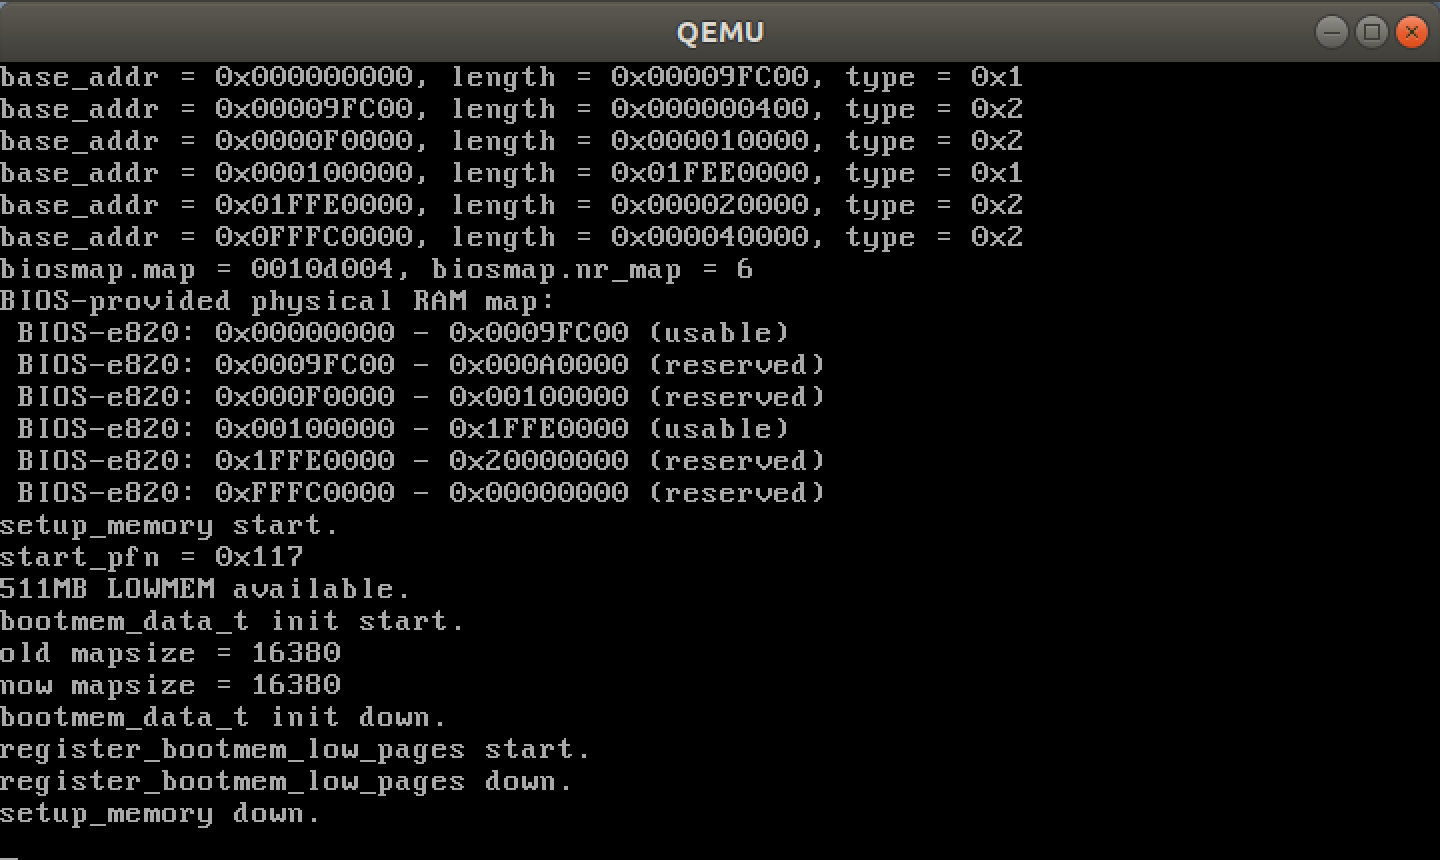 QEMU
base_addr = 0x000000000, length = 0x00009FC00, type = 0x1
base_addr = 0x00009FC00, length = 0x000000400, type = 0x2
base_addr = 0x0000F0000, length = 0x000010000, type = 0x2
base_addr = 0x000100000, length = 0x01FEE0000, type = 0x1
base_addr = 0x01FFE0000, length = 0x000020000, type = 0x2
base_addr = 0x0FFFC0000, length = 0x000040000, type = 0x2
biosmap.map = 0010d004, biosmap.nr_map = 6
BIOS-provided physical RAM map:
 BIOS-e820: 0x00000000 - 0x0009FC00 (usable)
 BIOS-e820: 0x0009FC00 - 0x000A0000 (reserved)
 BIOS-e820: 0x000F0000 - 0x00100000 (reserved)
 BIOS-e820: 0x00100000 - 0x1FFE0000 (usable)
 BIOS-e820: 0x1FFE0000 - 0x20000000 (reserved)
 BIOS-e820: 0xFFFC0000 - 0x00000000 (reserved)
setup_memory start.
start_pfn = 0x117
511MB LOWMEM available.
bootmem_data_t init start.
old mapsize = 16380
now mapsize = 16380
bootmem_data_t init down.
register_bootmem_low_pages start.
register_bootmem_low_pages down.
setup_memory down.